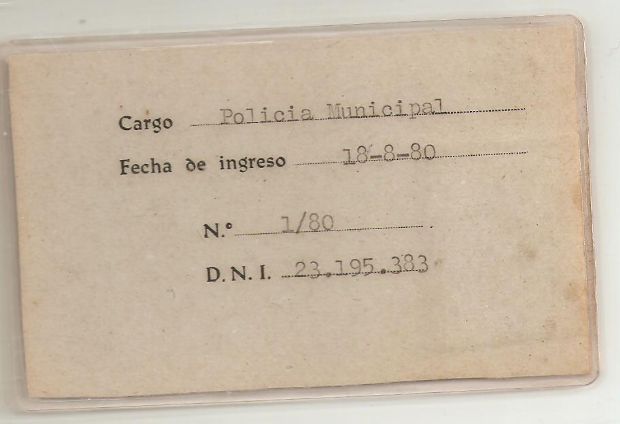 Cargo Policia Municipal
Fecha de ingreso 18-8-80
N.º 1/80
D.N.I. 23.195.383